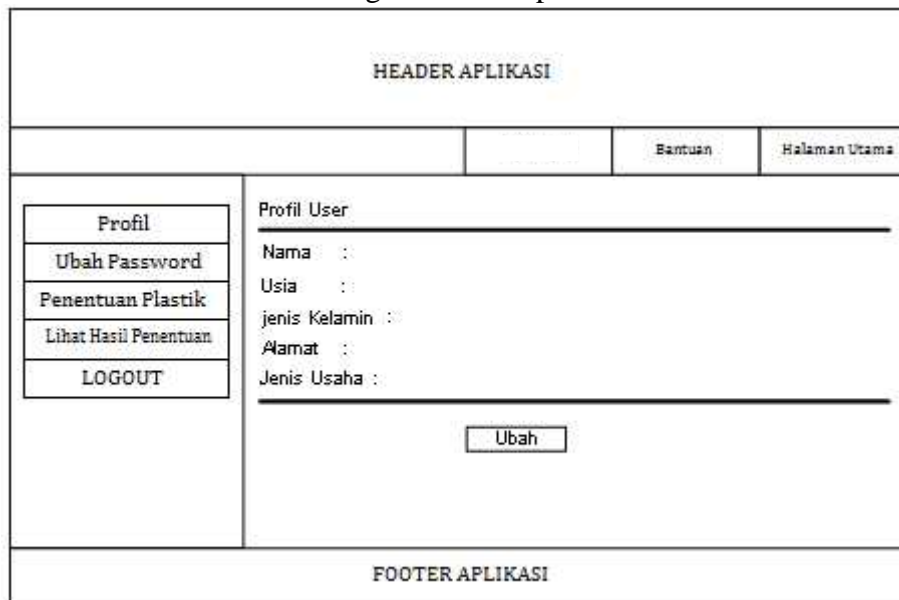 HEADER APLIKASI
Bantuan
Halaman Utama
Profil
Ubah Password
Penentuan Plastik
Lihat Hasil Penentuan
LOGOUT
Profil User
Nama :
Usia :
jenis Kelamin :
Alamat :
Jenis Usaha :
Ubah
FOOTER APLIKASI